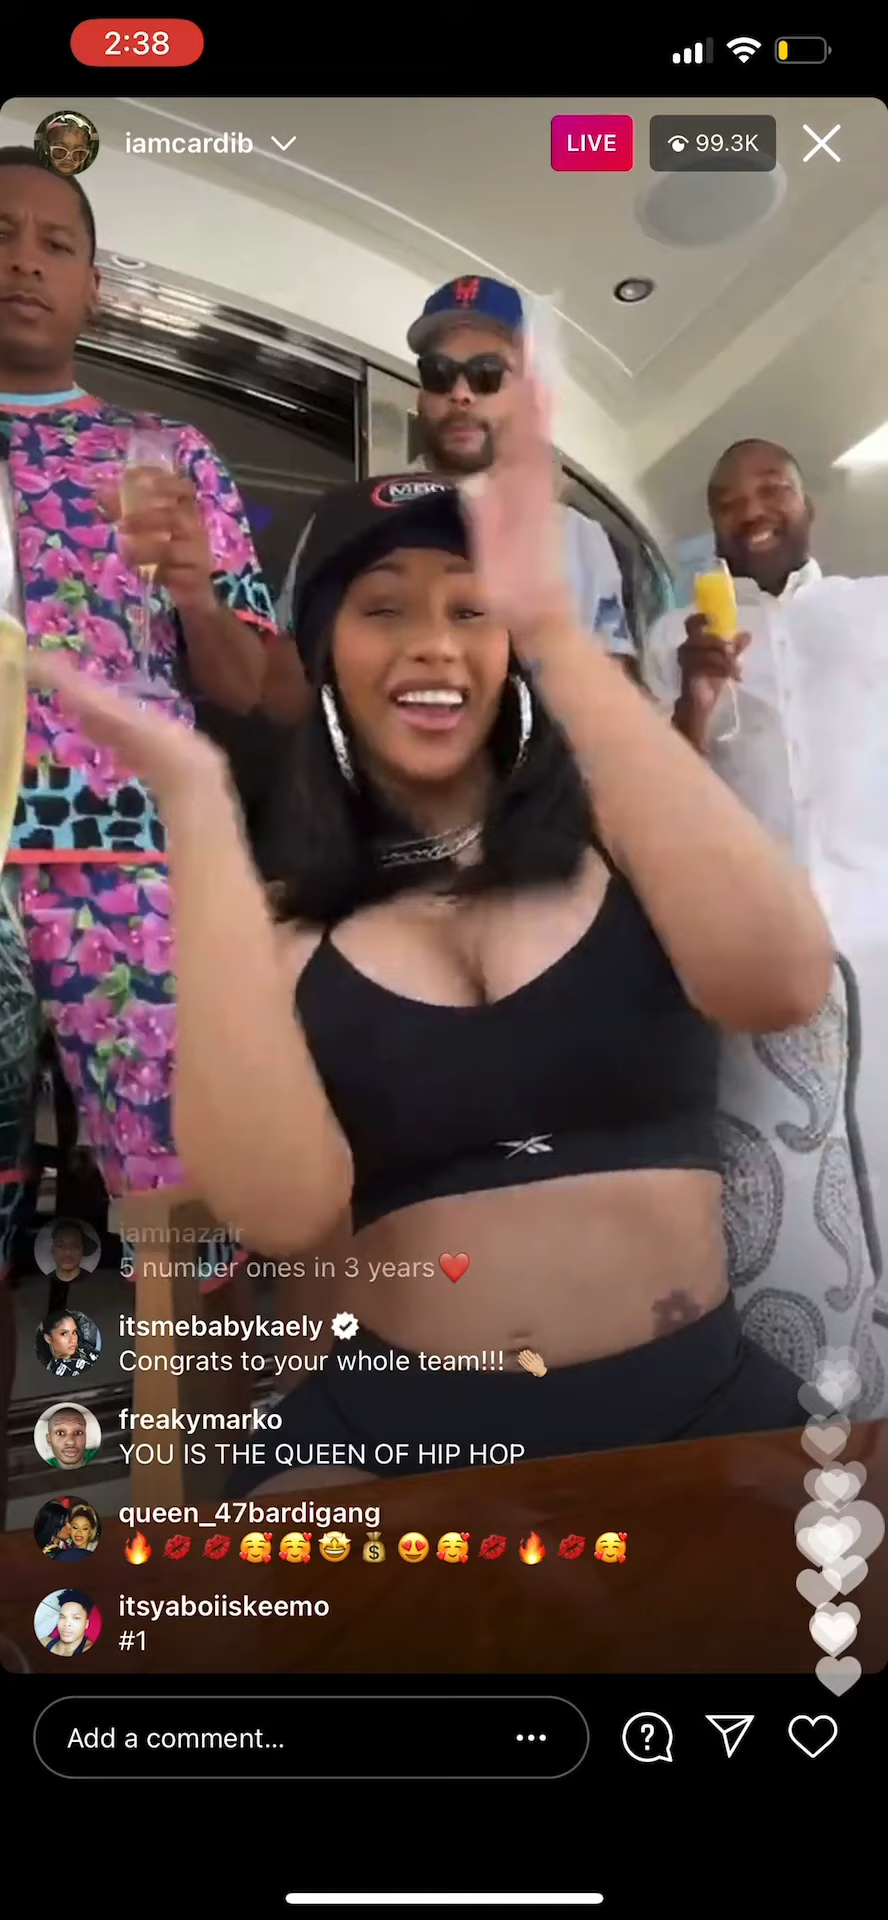 2:38
iamcardib
LIVE
99.3K
iamnazair
5 number ones in 3 years❤️
itsmebabykaely
Congrats to your whole team!!! 👏🏼
freakymarko
YOU IS THE QUEEN OF HIP HOP
queen_47bardigang
🔥💋💋🥰🥰🤩💰😍🥰💋🔥💋🥰
itsyaboiiskeemo
#1
Add a comment...